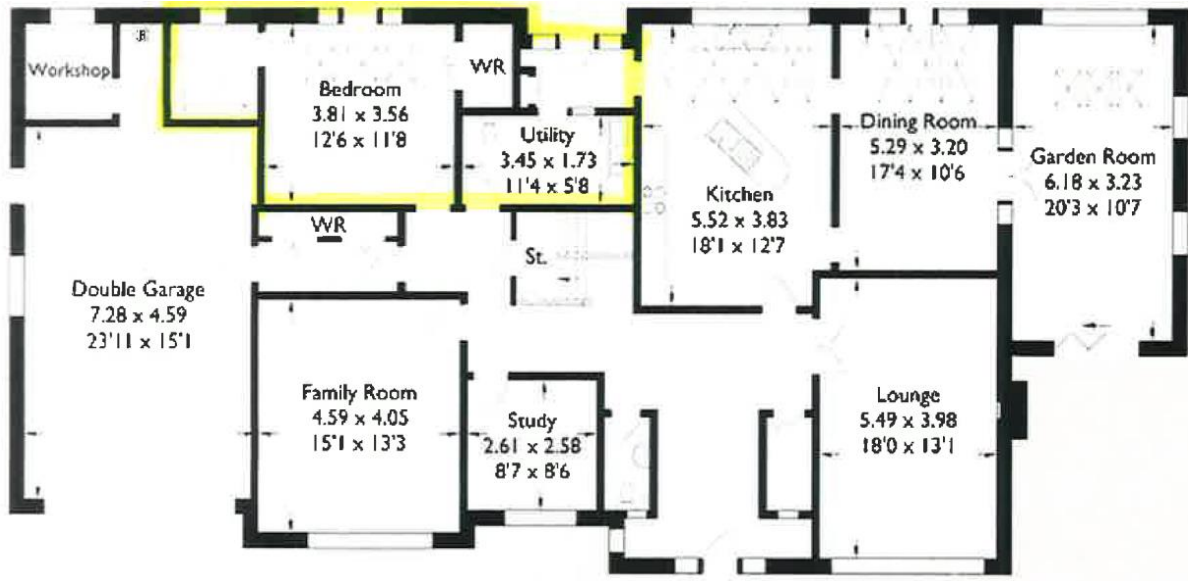 Workshop
B
Bedroom
3.81 x 3.56
12'6 x 11'8
WR
Utility
3.45 x 1.73
11'4 x 5'8
Kitchen
5.52 x 3.83
18'1 x 12'7
Dining Room
5.29 x 3.20
17'4 x 10'6
Garden Room
6.18 x 3.23
20'3 x 10'7
WR
St.
Double Garage
7.28 x 4.59
23'11 x 15'1
Family Room
4.59 x 4.05
15'1 x 13'3
Study
2.61 x 2.58
8'7 x 8'6
Lounge
5.49 x 3.98
18'0 x 13'1